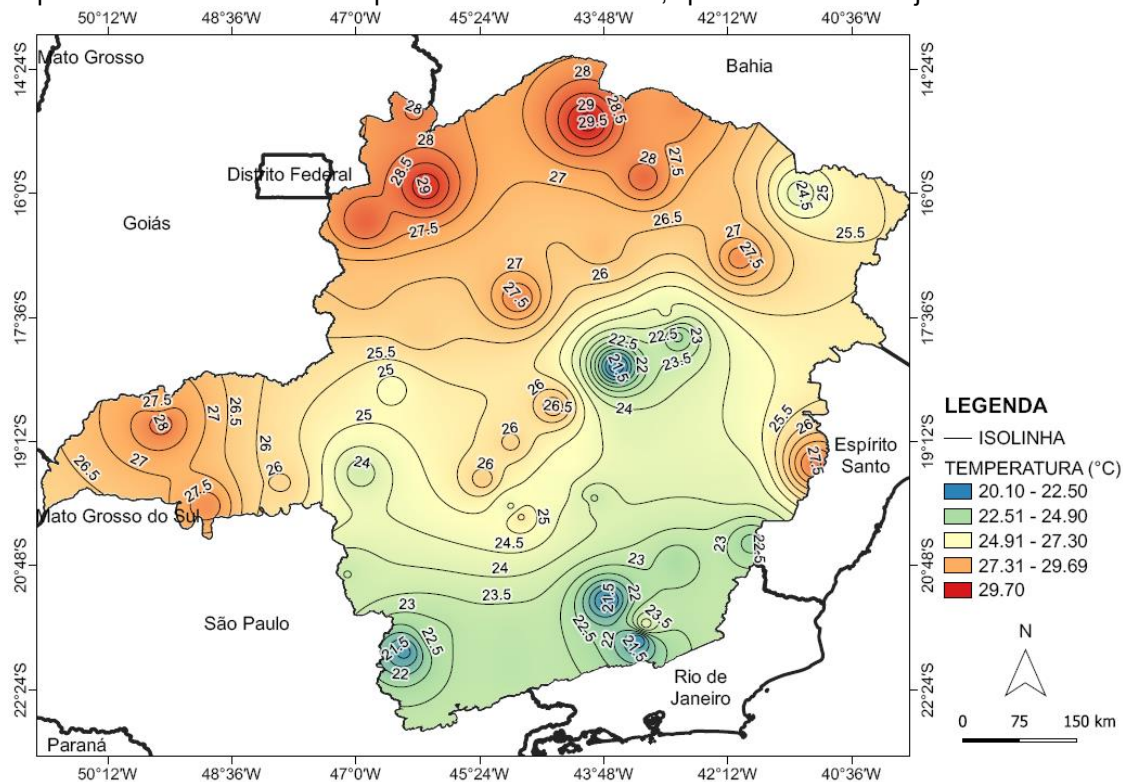 50°12'W 48°36'W 47°0'W 45°24'W 43°48'W 42°12'W 40°36'W
14°24'S
14°24'S
16°0'S
16°0'S
17°36'S
17°36'S
19°12'S
19°12'S
20°48'S
20°48'S
22°24'S
22°24'S
Mato Grosso
Bahia
Distrito Federal
Goiás
Mato Grosso do Sul
São Paulo
Paraná
Espírito
Santo
Rio de
Janeiro
28
28
28.5
29
27.5
28
29
29.5
28.5
28
27.5
27
26.5
27
27.5
24.5
25
25.5
27
27.5
26
22.5
22
21.5
22.5
23
23.5
24
25.5
25
25
24
26
26.5
26
26
25
24.5
24
23.5
23
27.5
28
27
27
26.5
26.5
26
26
27.5
25.5
26
27.5
23
22.5
23
21.5
22
22.5
22
23.5
21.5
21.5
22.5
22
LEGENDA
ISOLINHA
TEMPERATURA (°C)
20.10 - 22.50
22.51 - 24.90
24.91 - 27.30
27.31 - 29.69
29.70
N
0 75 150 km
50°12'W 48°36'W 47°0'W 45°24'W 43°48'W 42°12'W 40°36'W